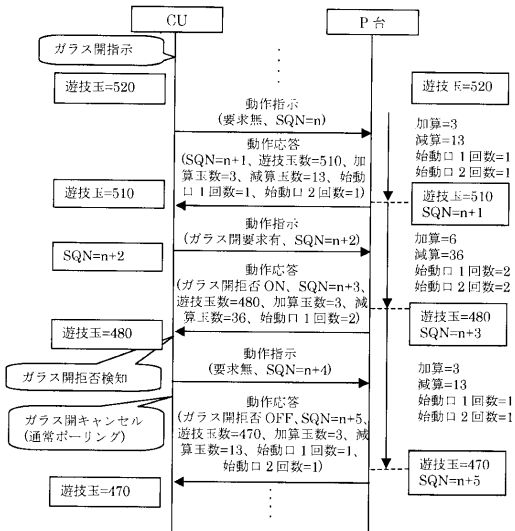 CU
P台
ガラス開指示
遊技玉=520
遊技玉=520
動作指示
(要求無、SQN=n)
加算=3
減算=13
始動口1回数=1
始動口2回数=1
動作応答
(SQN=n+1、遊技玉数=510、加
算玉数=3、減算玉数=13、始動
口1回数=1、始動口2回数=1)
遊技玉=510
遊技玉=510
SQN=n+1
動作指示
(ガラス開要求有、SQN=n+2)
SQN=n+2
加算=6
減算=36
始動口1回数=2
始動口2回数=2
動作応答
(ガラス開拒否ON、SQN=n+3、
遊技玉数=480、加算玉数=3、減
算玉数=36、始動口1回数=2)
遊技玉=480
遊技玉=480
SQN=n+3
ガラス開拒否検知
動作指示
(要求無、SQN=n+4)
加算=3
減算=13
始動口1回数=1
始動口2回数=1
ガラス開キャンセル
(通常ポーリング)
動作応答
(ガラス開拒否OFF、SQN=n+5、
遊技玉数=470、加算玉数=3、減
算玉数=13、始動口1回数=1、
始動口2回数=1)
遊技玉=470
SQN=n+5
遊技玉=470